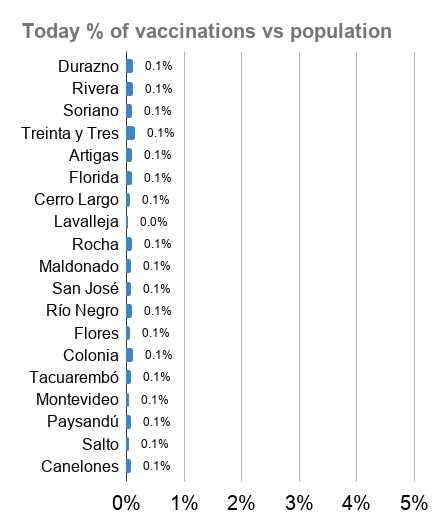 Today % of vaccinations vs population
Durazno 0.1%
Rivera 0.1%
Soriano 0.1%
Treinta y Tres 0.1%
Artigas 0.1%
Florida 0.1%
Cerro Largo 0.1%
Lavalleja 0.0%
Rocha 0.1%
Maldonado 0.1%
San José 0.1%
Río Negro 0.1%
Flores 0.1%
Colonia 0.1%
Tacuarembó 0.1%
Montevideo 0.1%
Paysandú 0.1%
Salto 0.1%
Canelones 0.1%
0% 1% 2% 3% 4% 5%